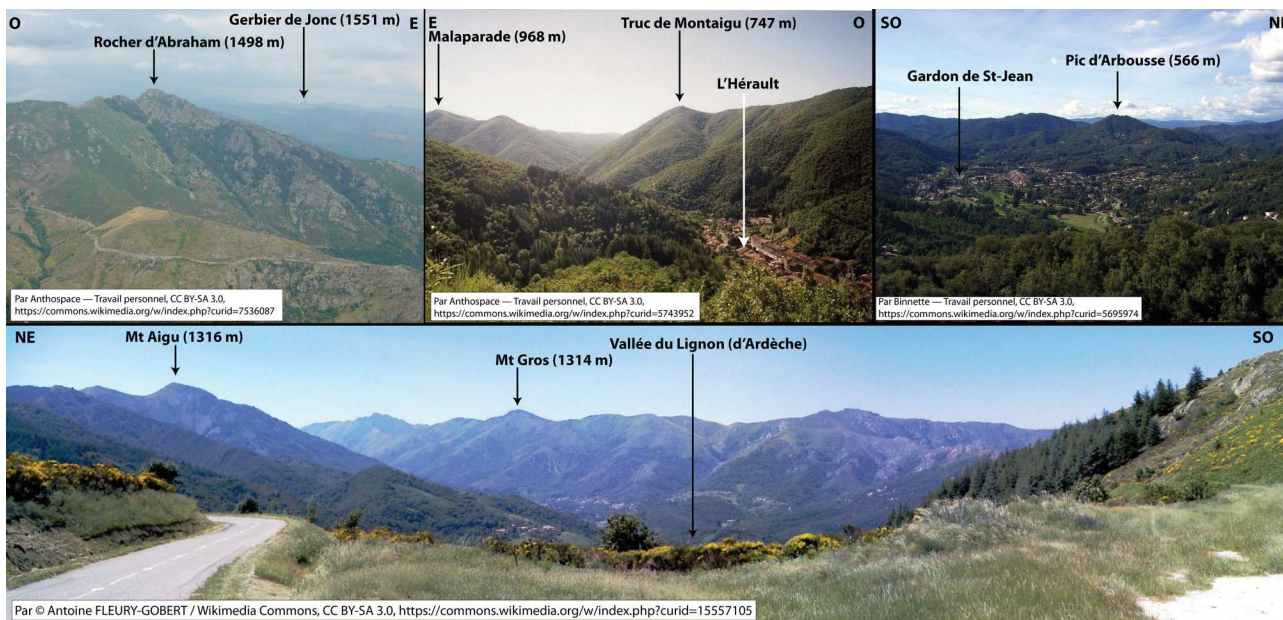 O
Gerbier de Jonc (1551 m)
E
Rocher d'Abraham (1498 m)
Par Anthospace — Travail personnel, CC BY-SA 3.0,
https://commons.wikimedia.org/w/index.php?curid=7536087
E
Truc de Montaigu (747 m)
O
Malaparade (968 m)
L'Hérault
Par Anthospace — Travail personnel, CC BY-SA 3.0,
https://commons.wikimedia.org/w/index.php?curid=5743952
SO
Pic d'Arbousse (566 m)
Gardon de St-Jean
Par Binnette — Travail personnel, CC BY-SA 3.0,
https://commons.wikimedia.org/w/index.php?curid=5695974
NE
Mt Aigu (1316 m)
Mt Gros (1314 m)
Vallée du Lignon (d'Ardèche)
SO
Par © Antoine FLEURY-GOBERT / Wikimedia Commons, CC BY-SA 3.0, https://commons.wikimedia.org/w/index.php?curid=15557105